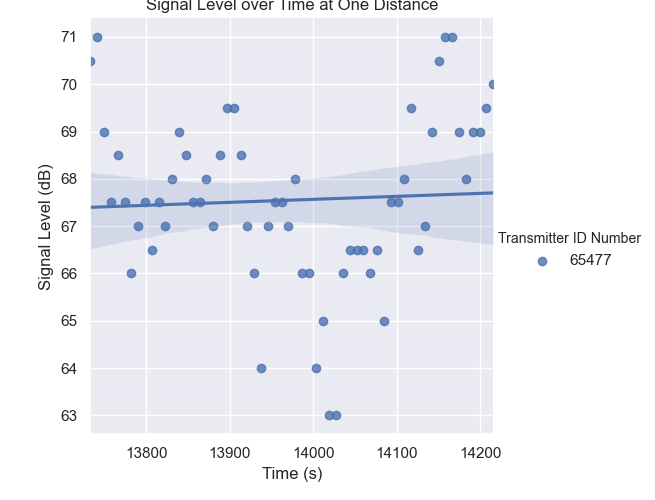 Signal Level over Time at One Distance
71
70
69
68
67
66
65
64
63
Signal Level (dB)
13800 13900 14000 14100 14200
Time (s)
Transmitter ID Number
65477